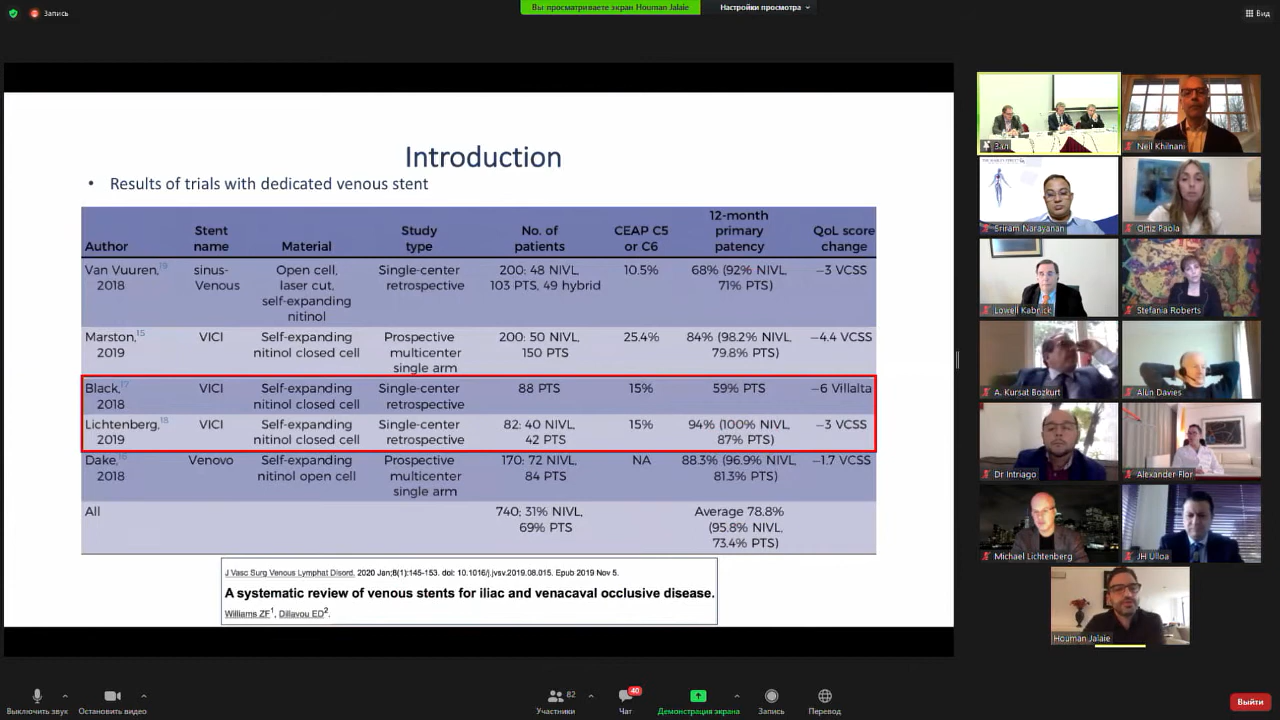 Запись
Вы просматриваете экран Houman Jalaie
Настройки просмотра
Вид
Introduction
• Results of trials with dedicated venous stent
Author
Stent name
Material
Study type
No. of patients
CEAP C5 or C6
12-month primary patency
QoL score change
Van Vuuren,19 2018
sinus-Venous
Open cell, laser cut, self-expanding nitinol
Single-center retrospective
200: 48 NIVL, 103 PTS, 49 hybrid
10.5%
68% (92% NIVL, 71% PTS)
−3 VCSS
Marston,15 2019
VICI
Self-expanding nitinol closed cell
Prospective multicenter single arm
200: 50 NIVL, 150 PTS
25.4%
84% (98.2% NIVL, 79.8% PTS)
−4.4 VCSS
Black,17 2018
VICI
Self-expanding nitinol closed cell
Single-center retrospective
88 PTS
15%
59% PTS
−6 Villalta
Lichtenberg,18 2019
VICI
Self-expanding nitinol closed cell
Single-center retrospective
82: 40 NIVL, 42 PTS
15%
94% (100% NIVL, 87% PTS)
−3 VCSS
Dake, 2018
Venovo
Self-expanding nitinol open cell
Prospective multicenter single arm
170: 72 NIVL, 84 PTS
NA
88.3% (96.9% NIVL, 81.3% PTS)
−1.7 VCSS
All
740: 31% NIVL, 69% PTS
Average 78.8% (95.8% NIVL, 73.4% PTS)
J Vasc Surg Venous Lymphat Disord. 2020 Jan;8(1):145-153. doi: 10.1016/j.jvsv.2019.08.015. Epub 2019 Nov 5.
A systematic review of venous stents for iliac and venacaval occlusive disease.
Williams ZF1, Dillavou ED2.
Зал
Neil Khilnani
Sriram Narayanan
Ortiz Paola
Lowell Kabnick
Stefania Roberts
A. Kursat Bozkurt
Alun Davies
Dr Intriago
Alexander Flor
Michael Lichtenberg
JH Ulloa
Houman Jalaie
Выключить звук
Остановить видео
82
Участники
40
Чат
Демонстрация экрана
Запись
Перевод
Выйти